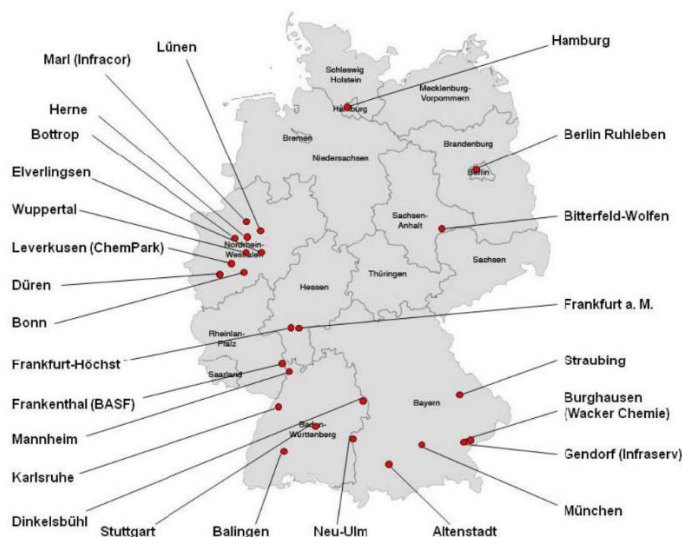 Lünen
Marl (Infracor)
Herne
Bottrop
Elverlingsen
Wuppertal
Leverkusen (ChemPark)
Düren
Bonn
Frankfurt-Höchst
Frankenthal (BASF)
Mannheim
Karlsruhe
Dinkelsbühl
Stuttgart
Balingen
Neu-Ulm
Altenstadt
Hamburg
Berlin Ruhleben
Bitterfeld-Wolfen
Frankfurt a. M.
Straubing
Burghausen
(Wacker Chemie)
Gendorf (Infraserv)
München
Schleswig
Holstein
Mecklenburg-
Vorpommern
Hamburg
Bremen
Niedersachsen
Brandenburg
Berlin
Sachsen-
Anhalt
Nordrhein-
Westfalen
Sachsen
Thüringen
Hessen
Rheinlan-
Pfalz
Saarland
Bayern
Baden-
Württemberg